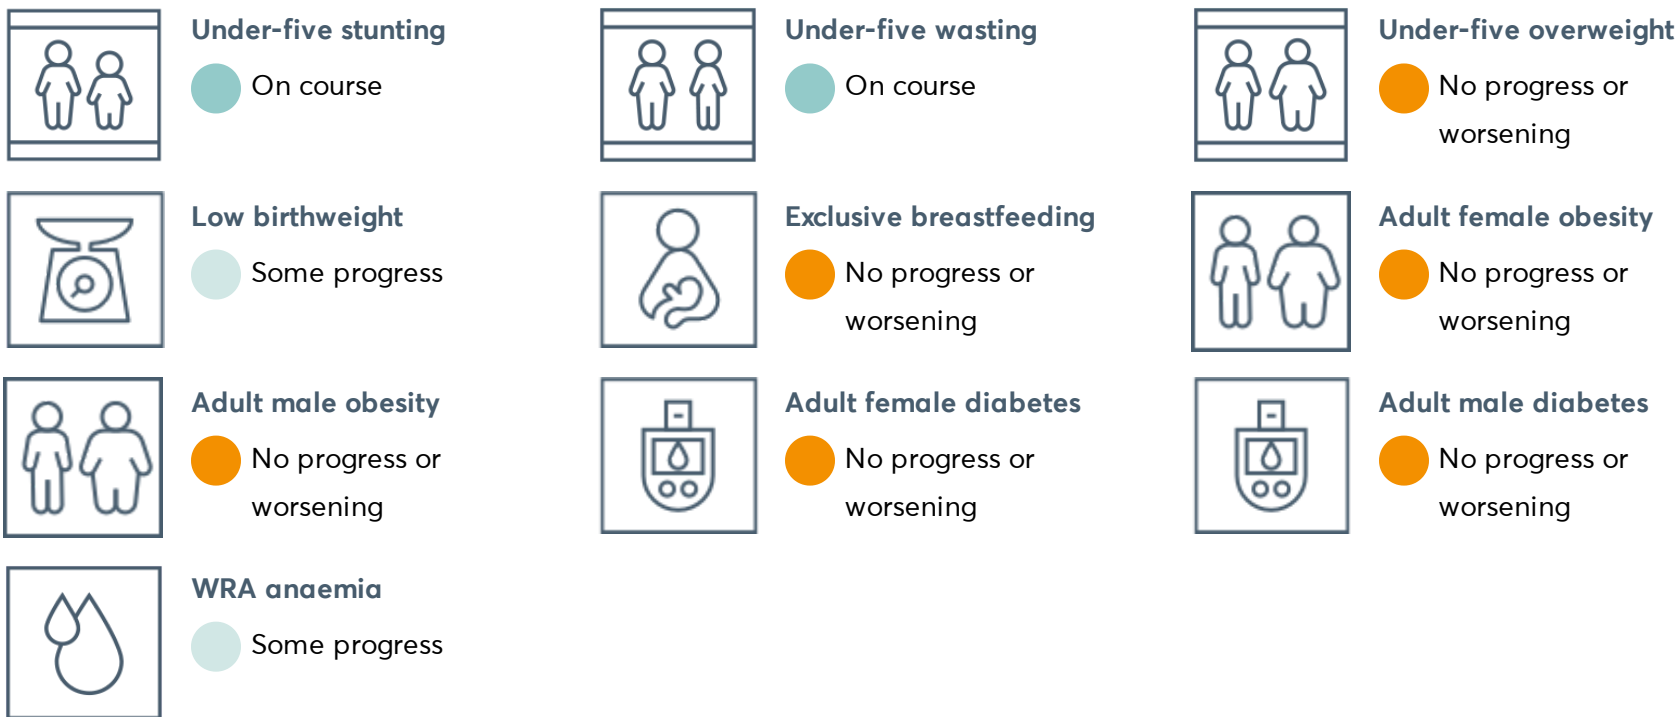 Under-five stunting
On course
Under-five wasting
On course
Under-five overweight
No progress or
worsening
Low birthweight
Some progress
Exclusive breastfeeding
No progress or
worsening
Adult female obesity
No progress or
worsening
Adult male obesity
No progress or
worsening
Adult female diabetes
No progress or
worsening
Adult male diabetes
No progress or
worsening
WRA anaemia
Some progress